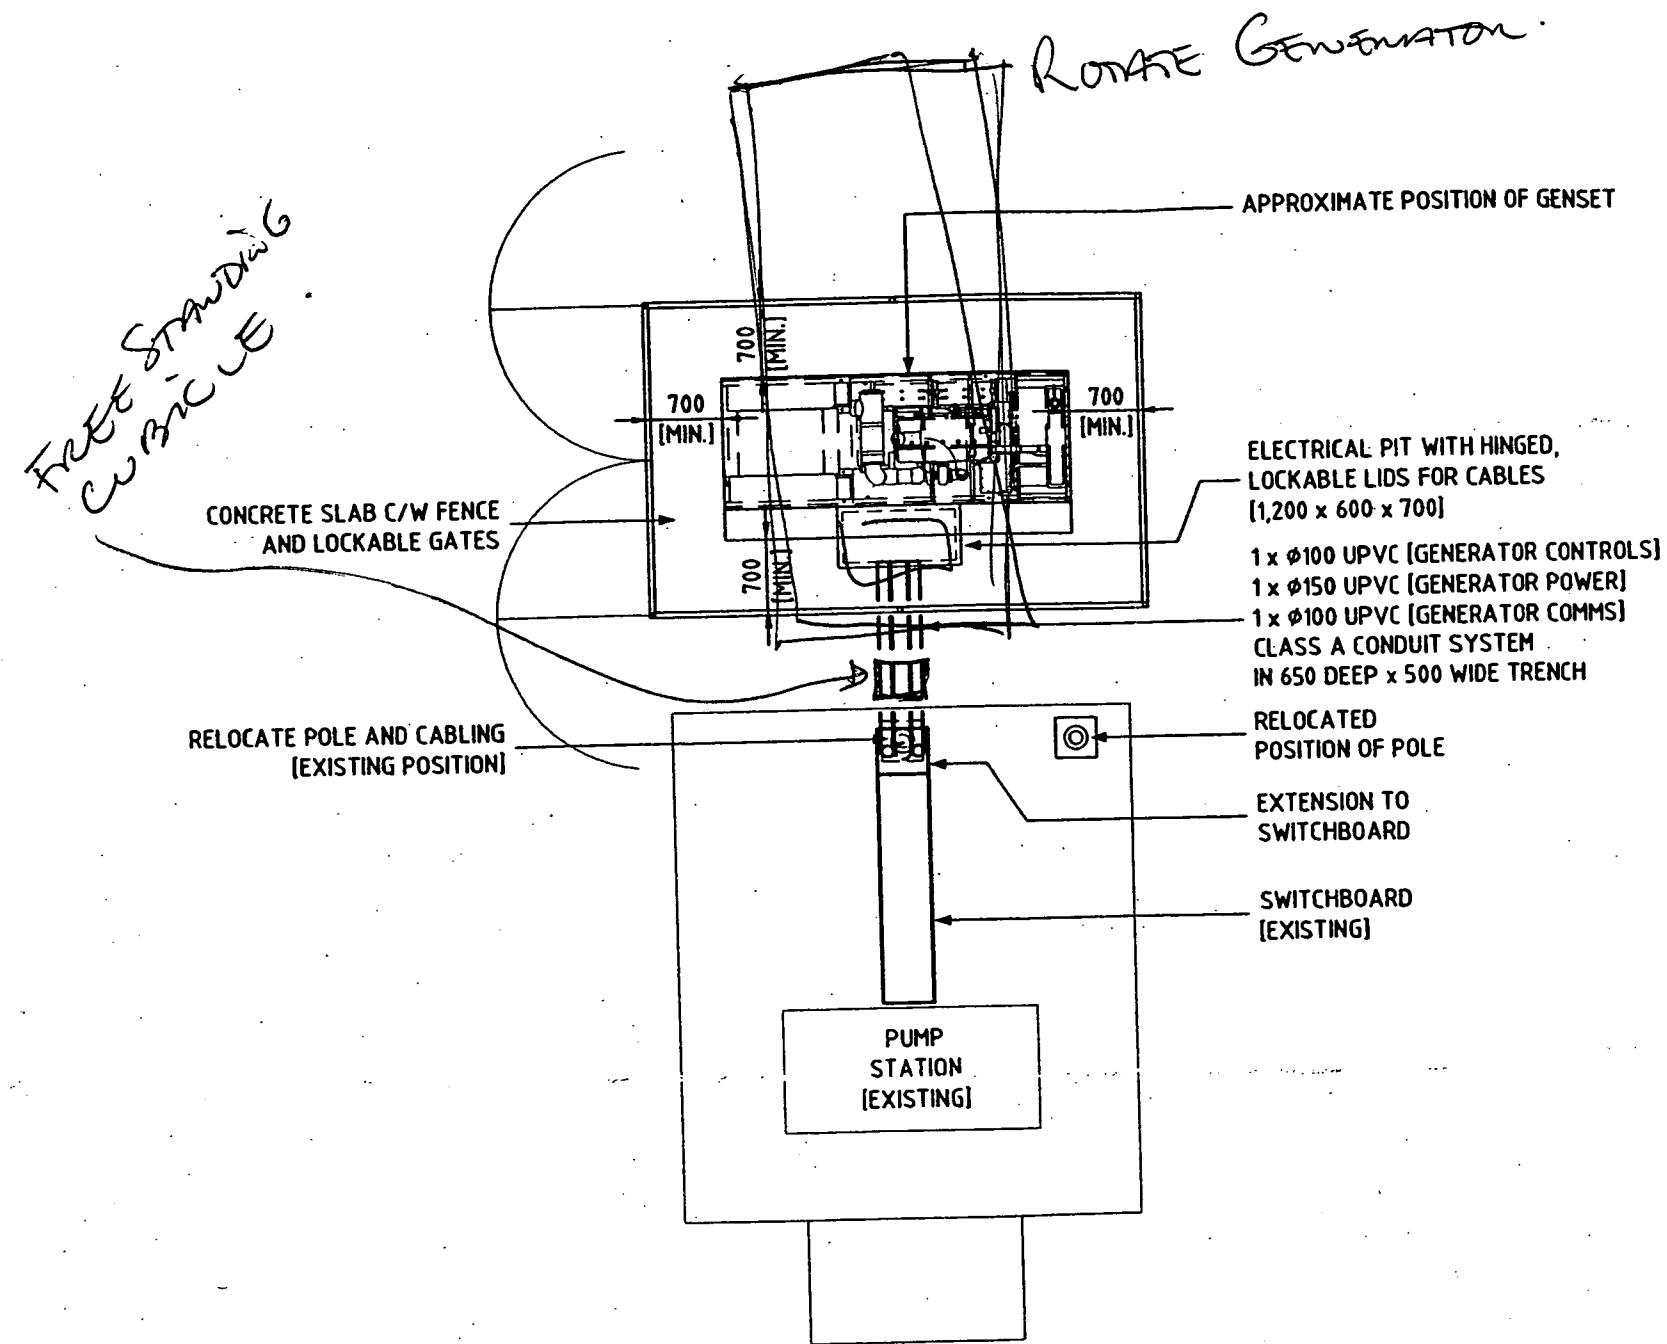 ROTATE GENERATOR.
APPROXIMATE POSITION OF GENSET
FREE STANDING
CUBICLE.
700
[MIN.]
700
[MIN.]
700
[MIN.]
ELECTRICAL PIT WITH HINGED,
LOCKABLE LIDS FOR CABLES
[1,200 x 600 x 700]
CONCRETE SLAB C/W FENCE
AND LOCKABLE GATES
700
[MIN.]
1 x Ø100 UPVC [GENERATOR CONTROLS]
1 x Ø150 UPVC [GENERATOR POWER]
1 x Ø100 UPVC [GENERATOR COMMS]
CLASS A CONDUIT SYSTEM
IN 650 DEEP x 500 WIDE TRENCH
RELOCATE POLE AND CABLING
[EXISTING POSITION]
RELOCATED
POSITION OF POLE
EXTENSION TO
SWITCHBOARD
SWITCHBOARD
[EXISTING]
PUMP
STATION
[EXISTING]